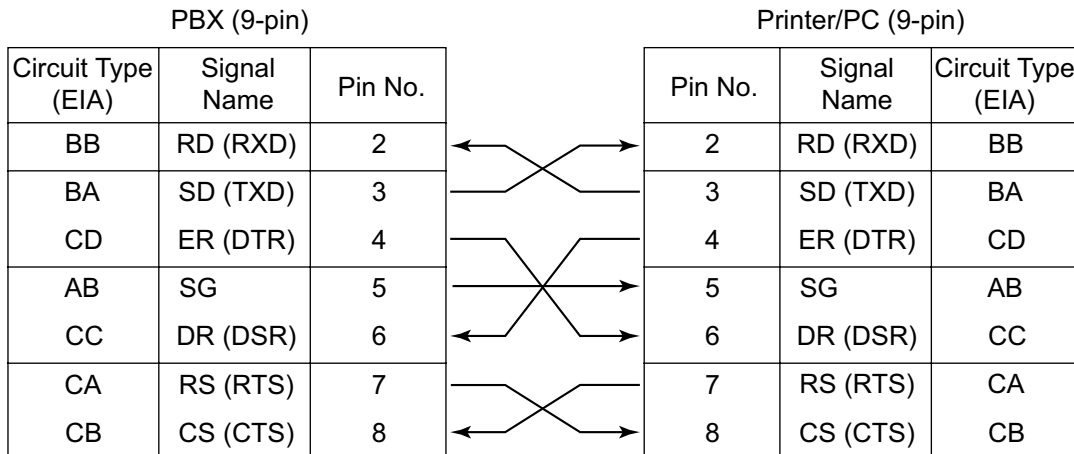 PBX (9-pin) Printer/PC (9-pin)
Circuit Type (EIA) Signal Name Pin No. Pin No. Signal Name Circuit Type (EIA)
BB RD (RXD) 2 2 RD (RXD) BB
BA SD (TXD) 3 3 SD (TXD) BA
CD ER (DTR) 4 4 ER (DTR) CD
AB SG 5 5 SG AB
CC DR (DSR) 6 6 DR (DSR) CC
CA RS (RTS) 7 7 RS (RTS) CA
CB CS (CTS) 8 8 CS (CTS) CB